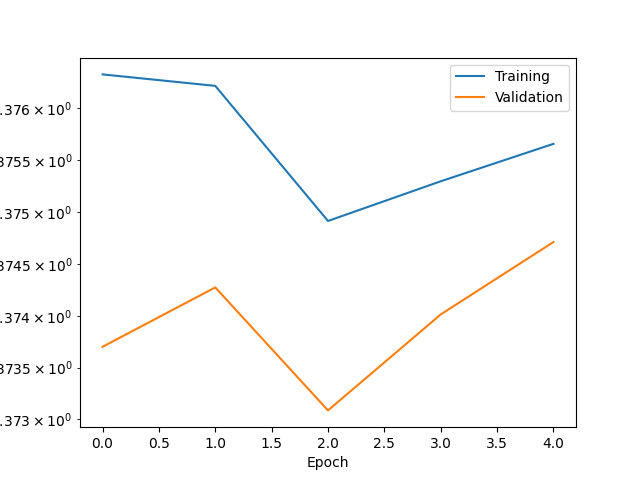 Training
Validation
.376 × 10⁰
3755 × 10⁰
.375 × 10⁰
3745 × 10⁰
.374 × 10⁰
3735 × 10⁰
.373 × 10⁰
0.0 0.5 1.0 1.5 2.0 2.5 3.0 3.5 4.0
Epoch